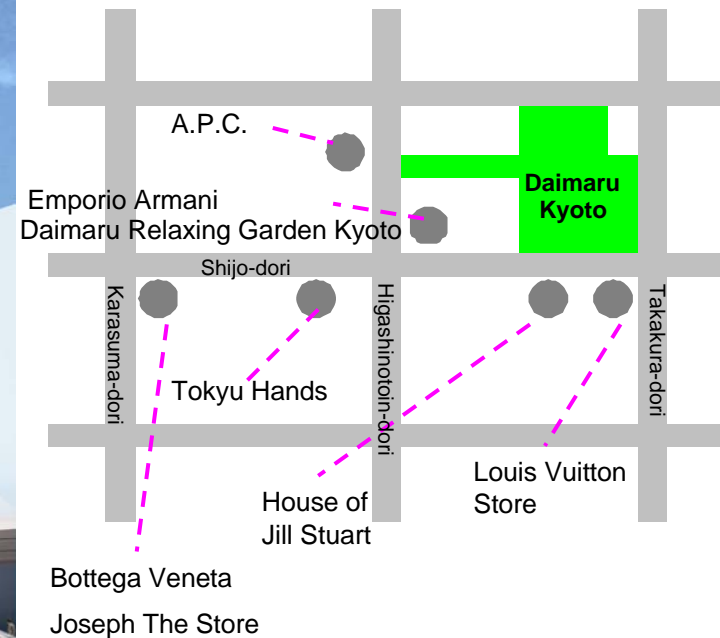 A.P.C.
Daimaru
Kyoto
Emporio Armani
Daimaru Relaxing Garden Kyoto
Shijo-dori
Karasuma-dori
Higashinotoin-dori
Takakura-dori
Tokyu Hands
House of
Jill Stuart
Louis Vuitton
Store
Bottega Veneta
Joseph The Store